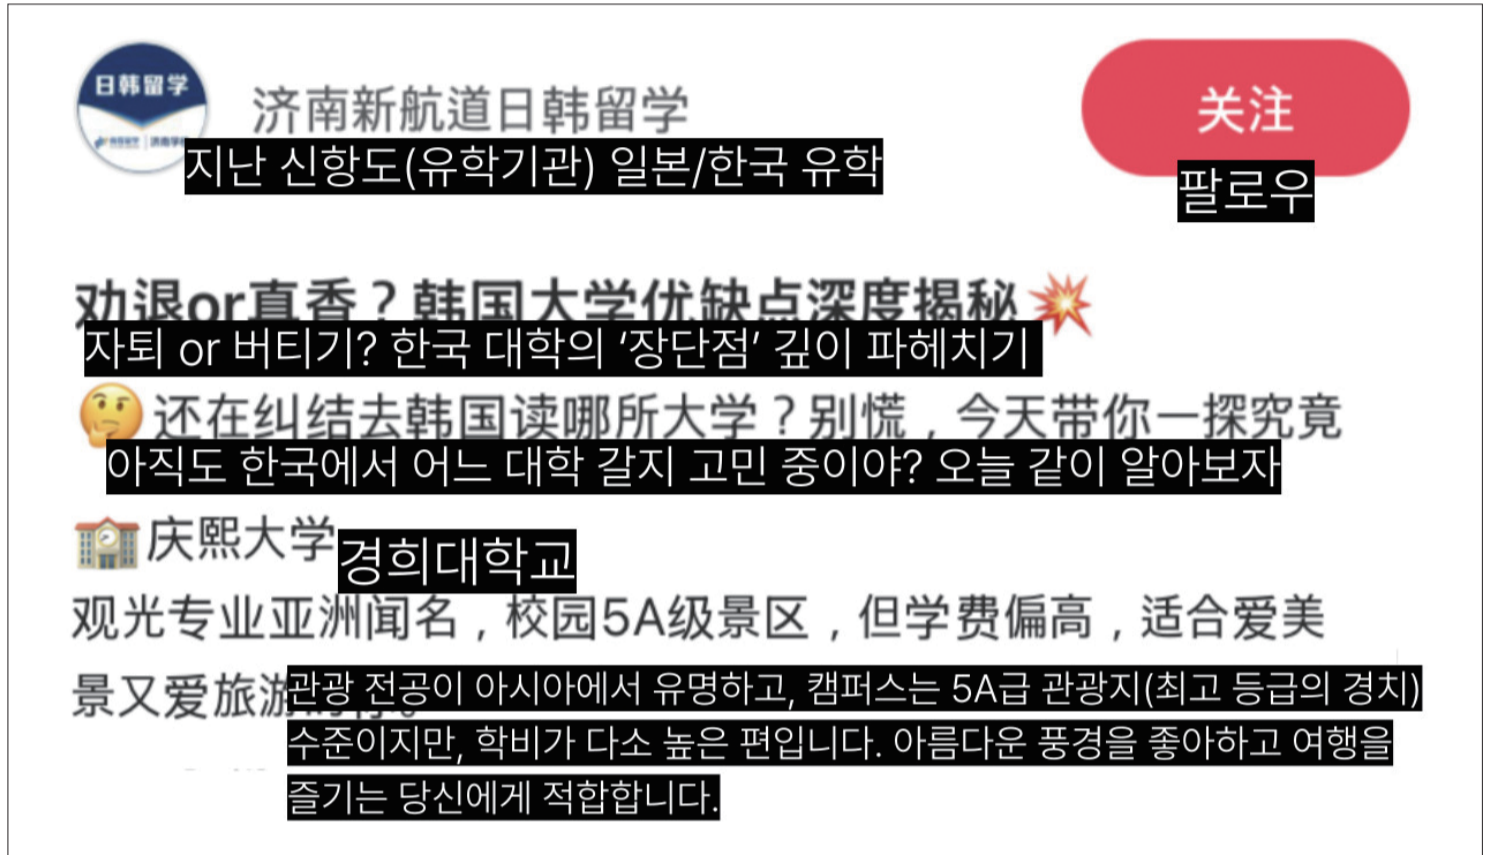 日韩留学
济南新航道日韩留学
关注
지난 신항도(유학기관) 일본/한국 유학
팔로우
劝退or真香？韩国大学优缺点深度揭秘
자퇴 or 버티기? 한국 대학의 ‘장단점’ 깊이 파헤치기
还在纠结去韩国读哪所大学？别慌，今天带你一探究竟
아직도 한국에서 어느 대학 갈지 고민 중이야? 오늘 같이 알아보자
庆熙大学
경희대학교
观光专业亚洲闻名，校园5A级景区，但学费偏高，适合爱美
景又爱旅游
관광 전공이 아시아에서 유명하고, 캠퍼스는 5A급 관광지(최고 등급의 경치)
수준이지만, 학비가 다소 높은 편입니다. 아름다운 풍경을 좋아하고 여행을
즐기는 당신에게 적합합니다.